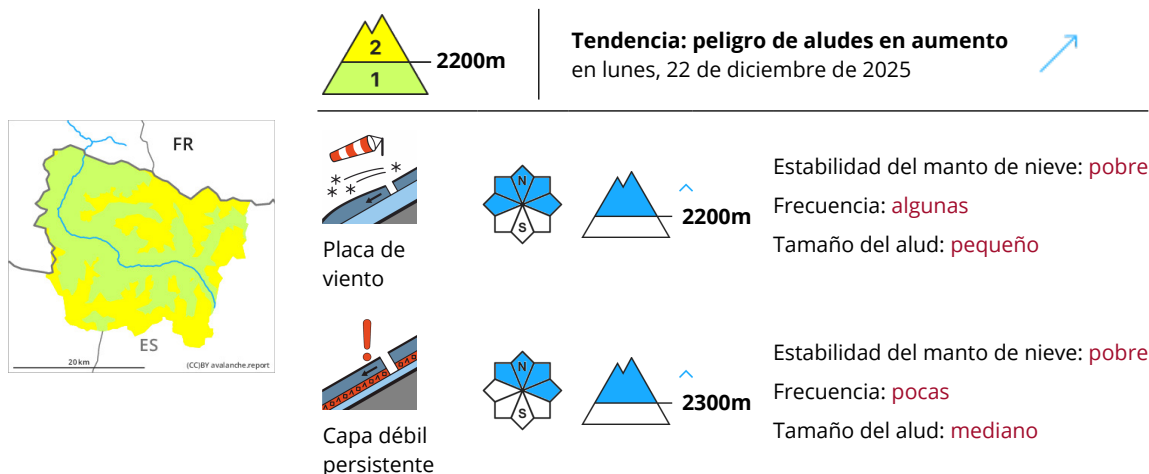 2
2200m
1
Tendencia: peligro de aludes en aumento
en lunes, 22 de diciembre de 2025
FR
ES
20 km
(CC)BY avalanche.report
Placa de
viento
N
S
2200m
Estabilidad del manto de nieve: pobre
Frecuencia: algunas
Tamaño del alud: pequeño
Capa débil
persistente
N
S
2300m
Estabilidad del manto de nieve: pobre
Frecuencia: pocas
Tamaño del alud: mediano